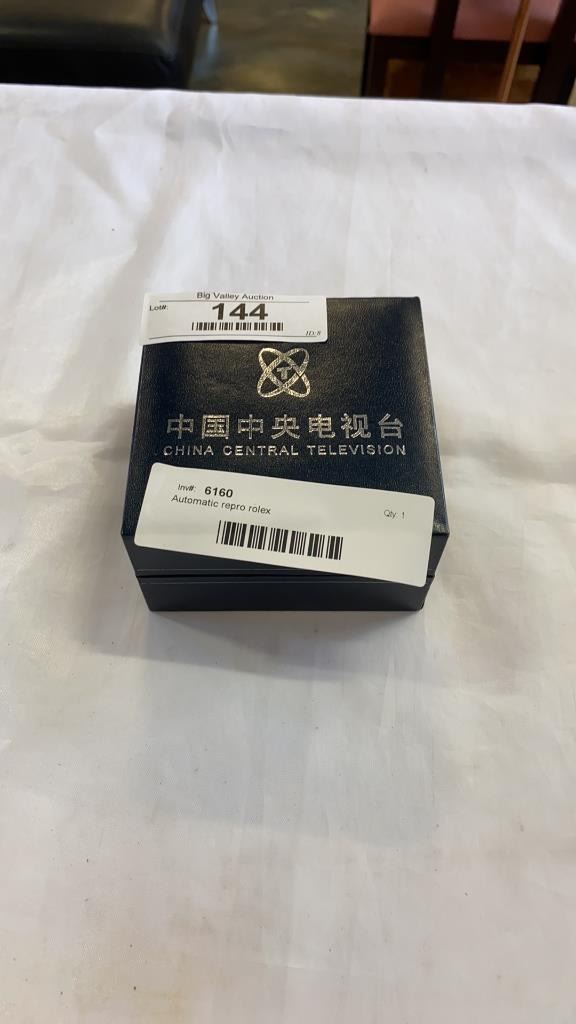 Big Valley Auction
Lot#:
144
ID:8
中国中央电视台
CHINA CENTRAL TELEVISION
Inv#: 6160
Automatic repro rolex
Qty: 1